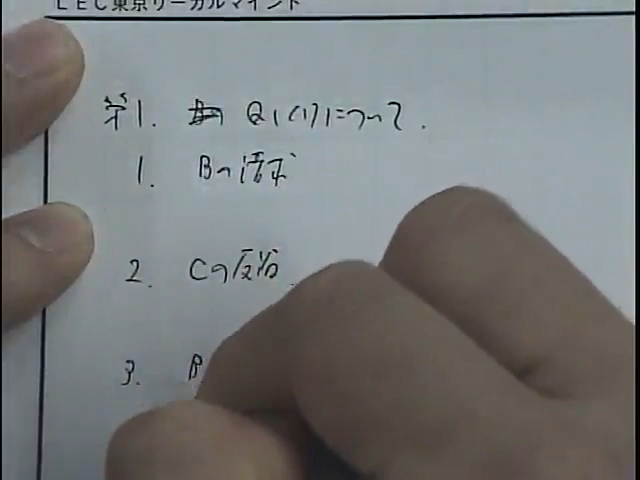 LEC東京リーガルマインド
第1. Q1(1)について.
1. Bの請求
2. Cの反論
3. B